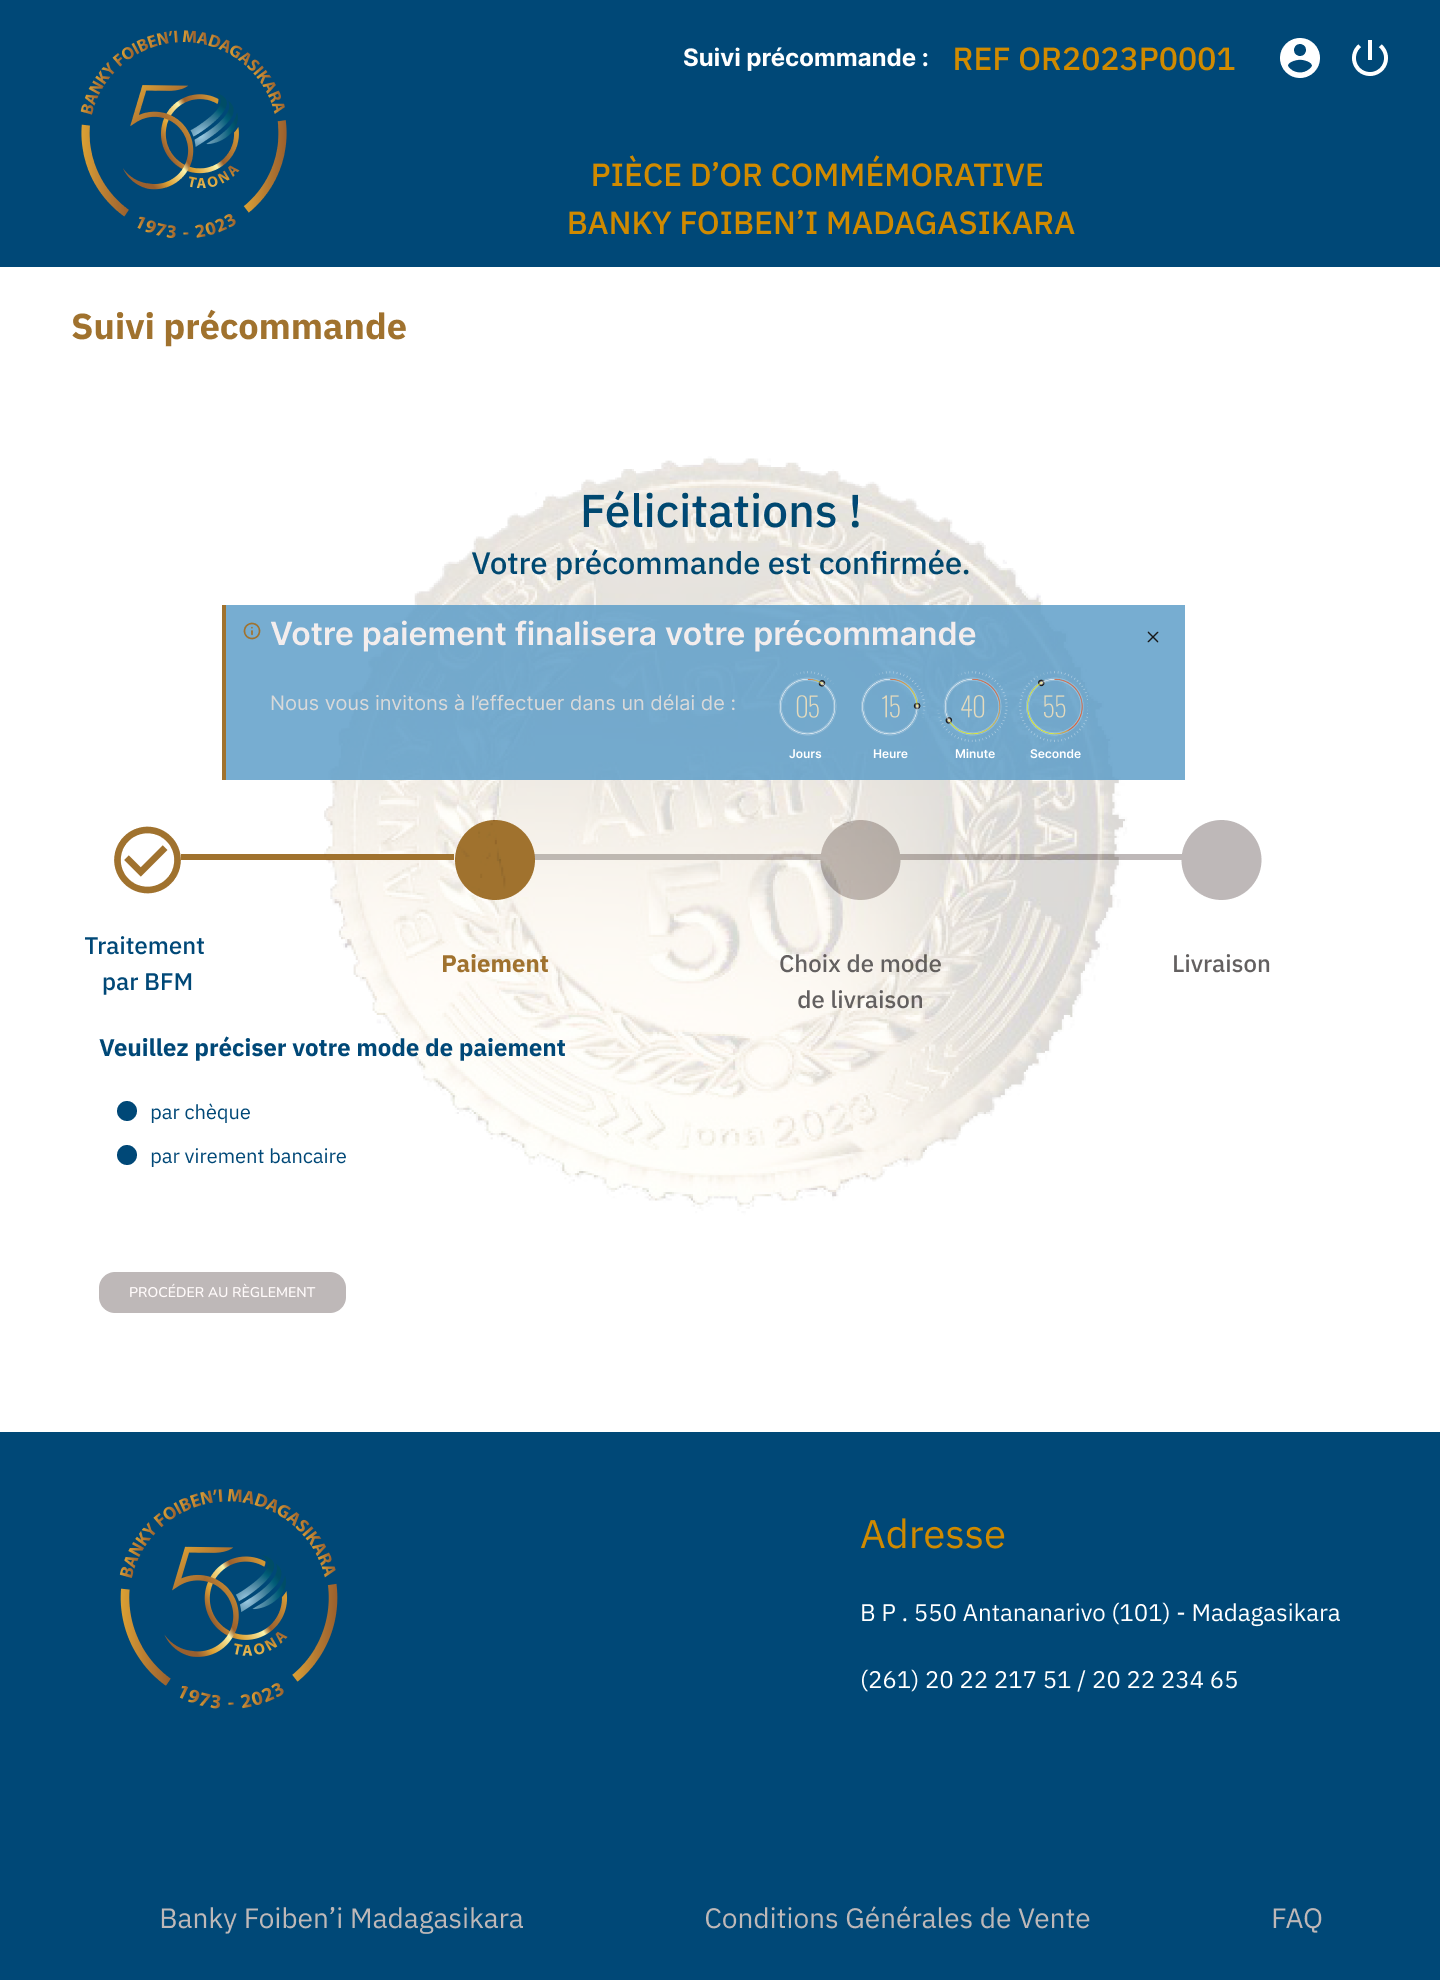 BANKY FOIBEN'I MADAGASIKARA
50
TAONA
1973 - 2023
Suivi précommande : REF OR2023P0001
PIÈCE D’OR COMMÉMORATIVE
BANKY FOIBEN’I MADAGASIKARA
Suivi précommande
Félicitations !
Votre précommande est confirmée.
Votre paiement finalisera votre précommande
Nous vous invitons à l’effectuer dans un délai de :
05 15 40 55
Jours Heure Minute Seconde
Ariary
50
Traitement
par BFM
Paiement
Choix de mode
de livraison
Livraison
Veuillez préciser votre mode de paiement
par chèque
par virement bancaire
PROCÉDER AU RÈGLEMENT
BANKY FOIBEN'I MADAGASIKARA
50
TAONA
1973 - 2023
Adresse
B P . 550 Antananarivo (101) - Madagasikara
(261) 20 22 217 51 / 20 22 234 65
Banky Foiben’i Madagasikara
Conditions Générales de Vente
FAQ